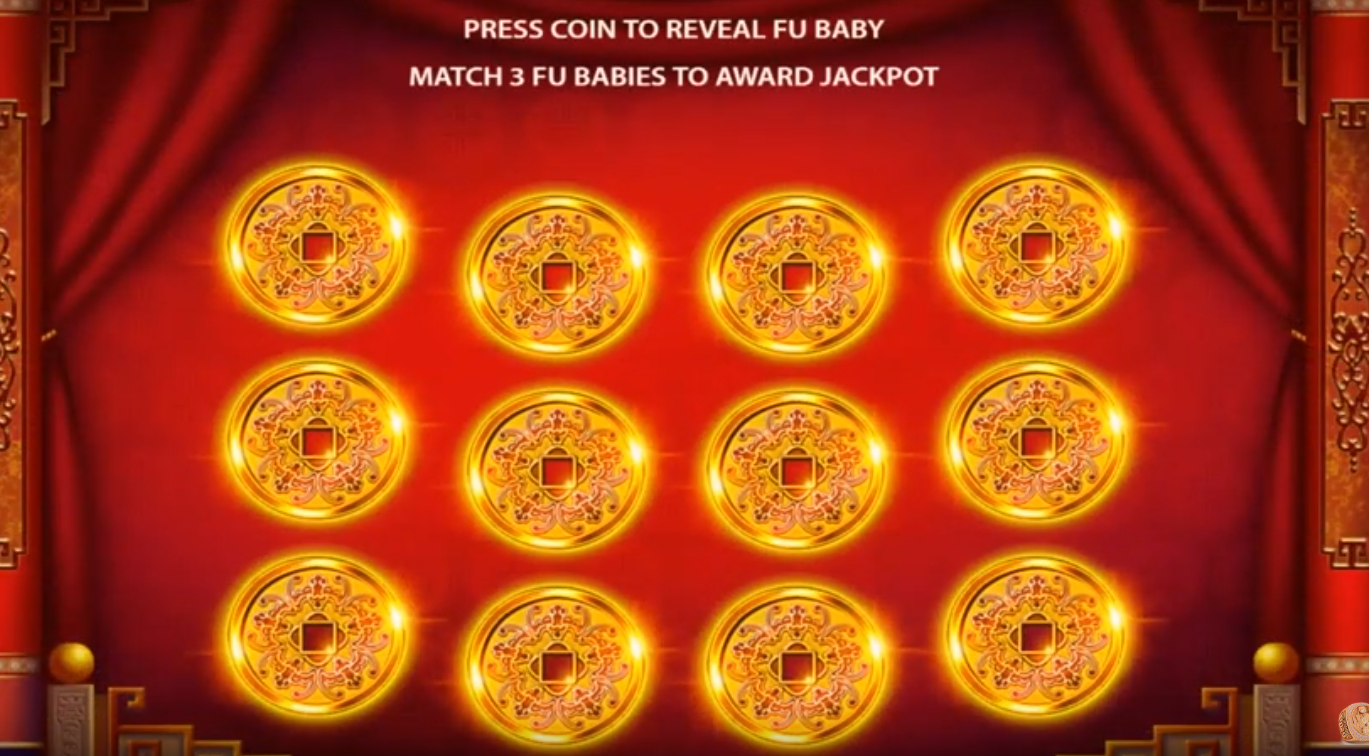 PRESS COIN TO REVEAL FU BABY
MATCH 3 FU BABIES TO AWARD JACKPOT